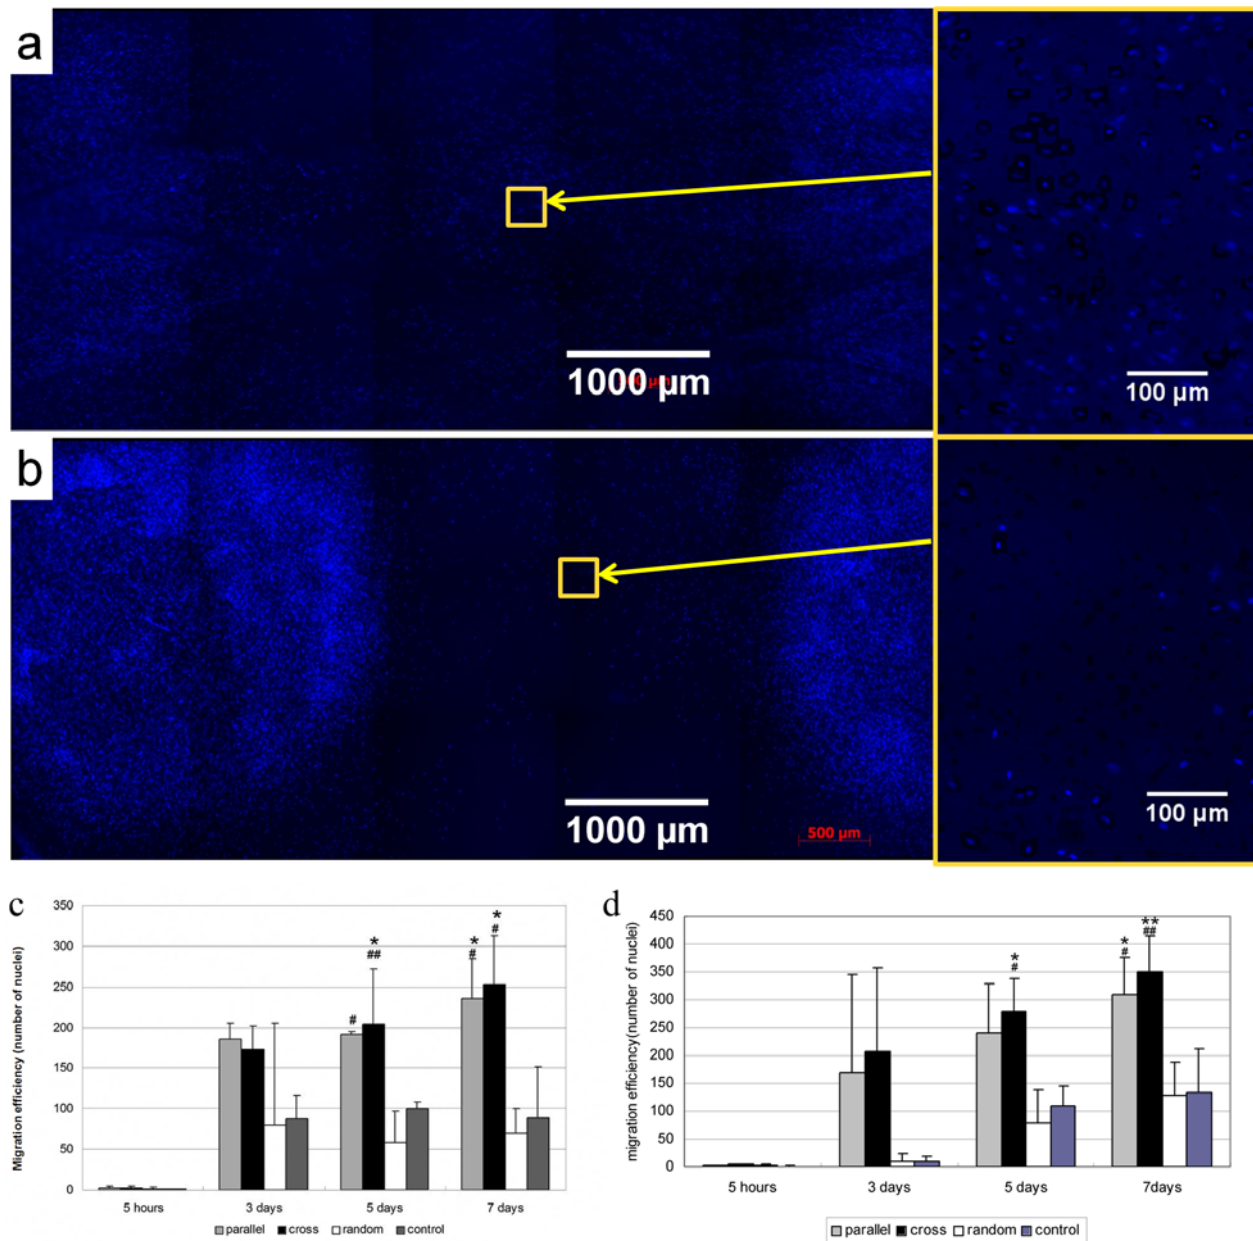 a
1000 µm
100 µm
b
1000 µm
500 µm
100 µm
c
Migration efficiency (number of nuclei)
350
300
250
200
150
100
50
0
*
##
#
*
#
*
#
5 hours
3 days
5 days
7 days
parallel
cross
random
control
d
migration efficiency(number of nuclei)
450
400
350
300
250
200
150
100
50
0
*
#
*
#
**
##
5 hours
3 days
5 days
7days
parallel
cross
random
control